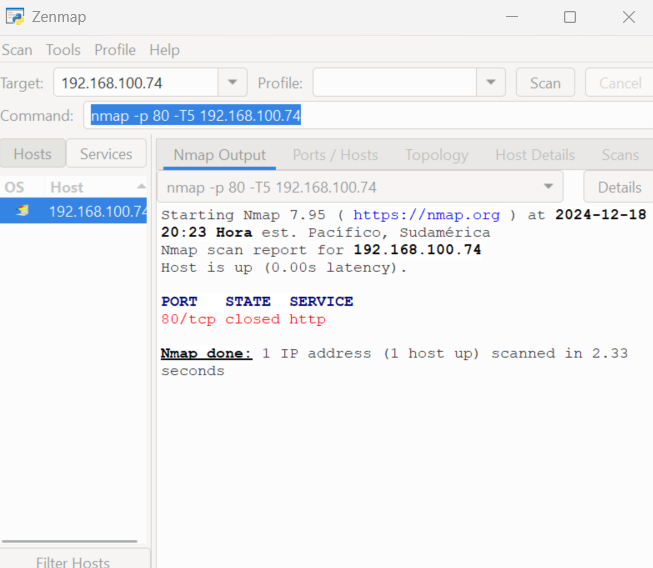 Zenmap
Scan Tools Profile Help
Target: 192.168.100.74 Profile: Scan Cancel
Command: nmap -p 80 -T5 192.168.100.74
Hosts Services
Nmap Output Ports / Hosts Topology Host Details Scans
OS Host
nmap -p 80 -T5 192.168.100.74 Details
192.168.100.74
Starting Nmap 7.95 ( https://nmap.org ) at 2024-12-18
20:23 Hora est. Pacífico, Sudamérica
Nmap scan report for 192.168.100.74
Host is up (0.00s latency).
PORT STATE SERVICE
80/tcp closed http
Nmap done: 1 IP address (1 host up) scanned in 2.33
seconds
Filter Hosts